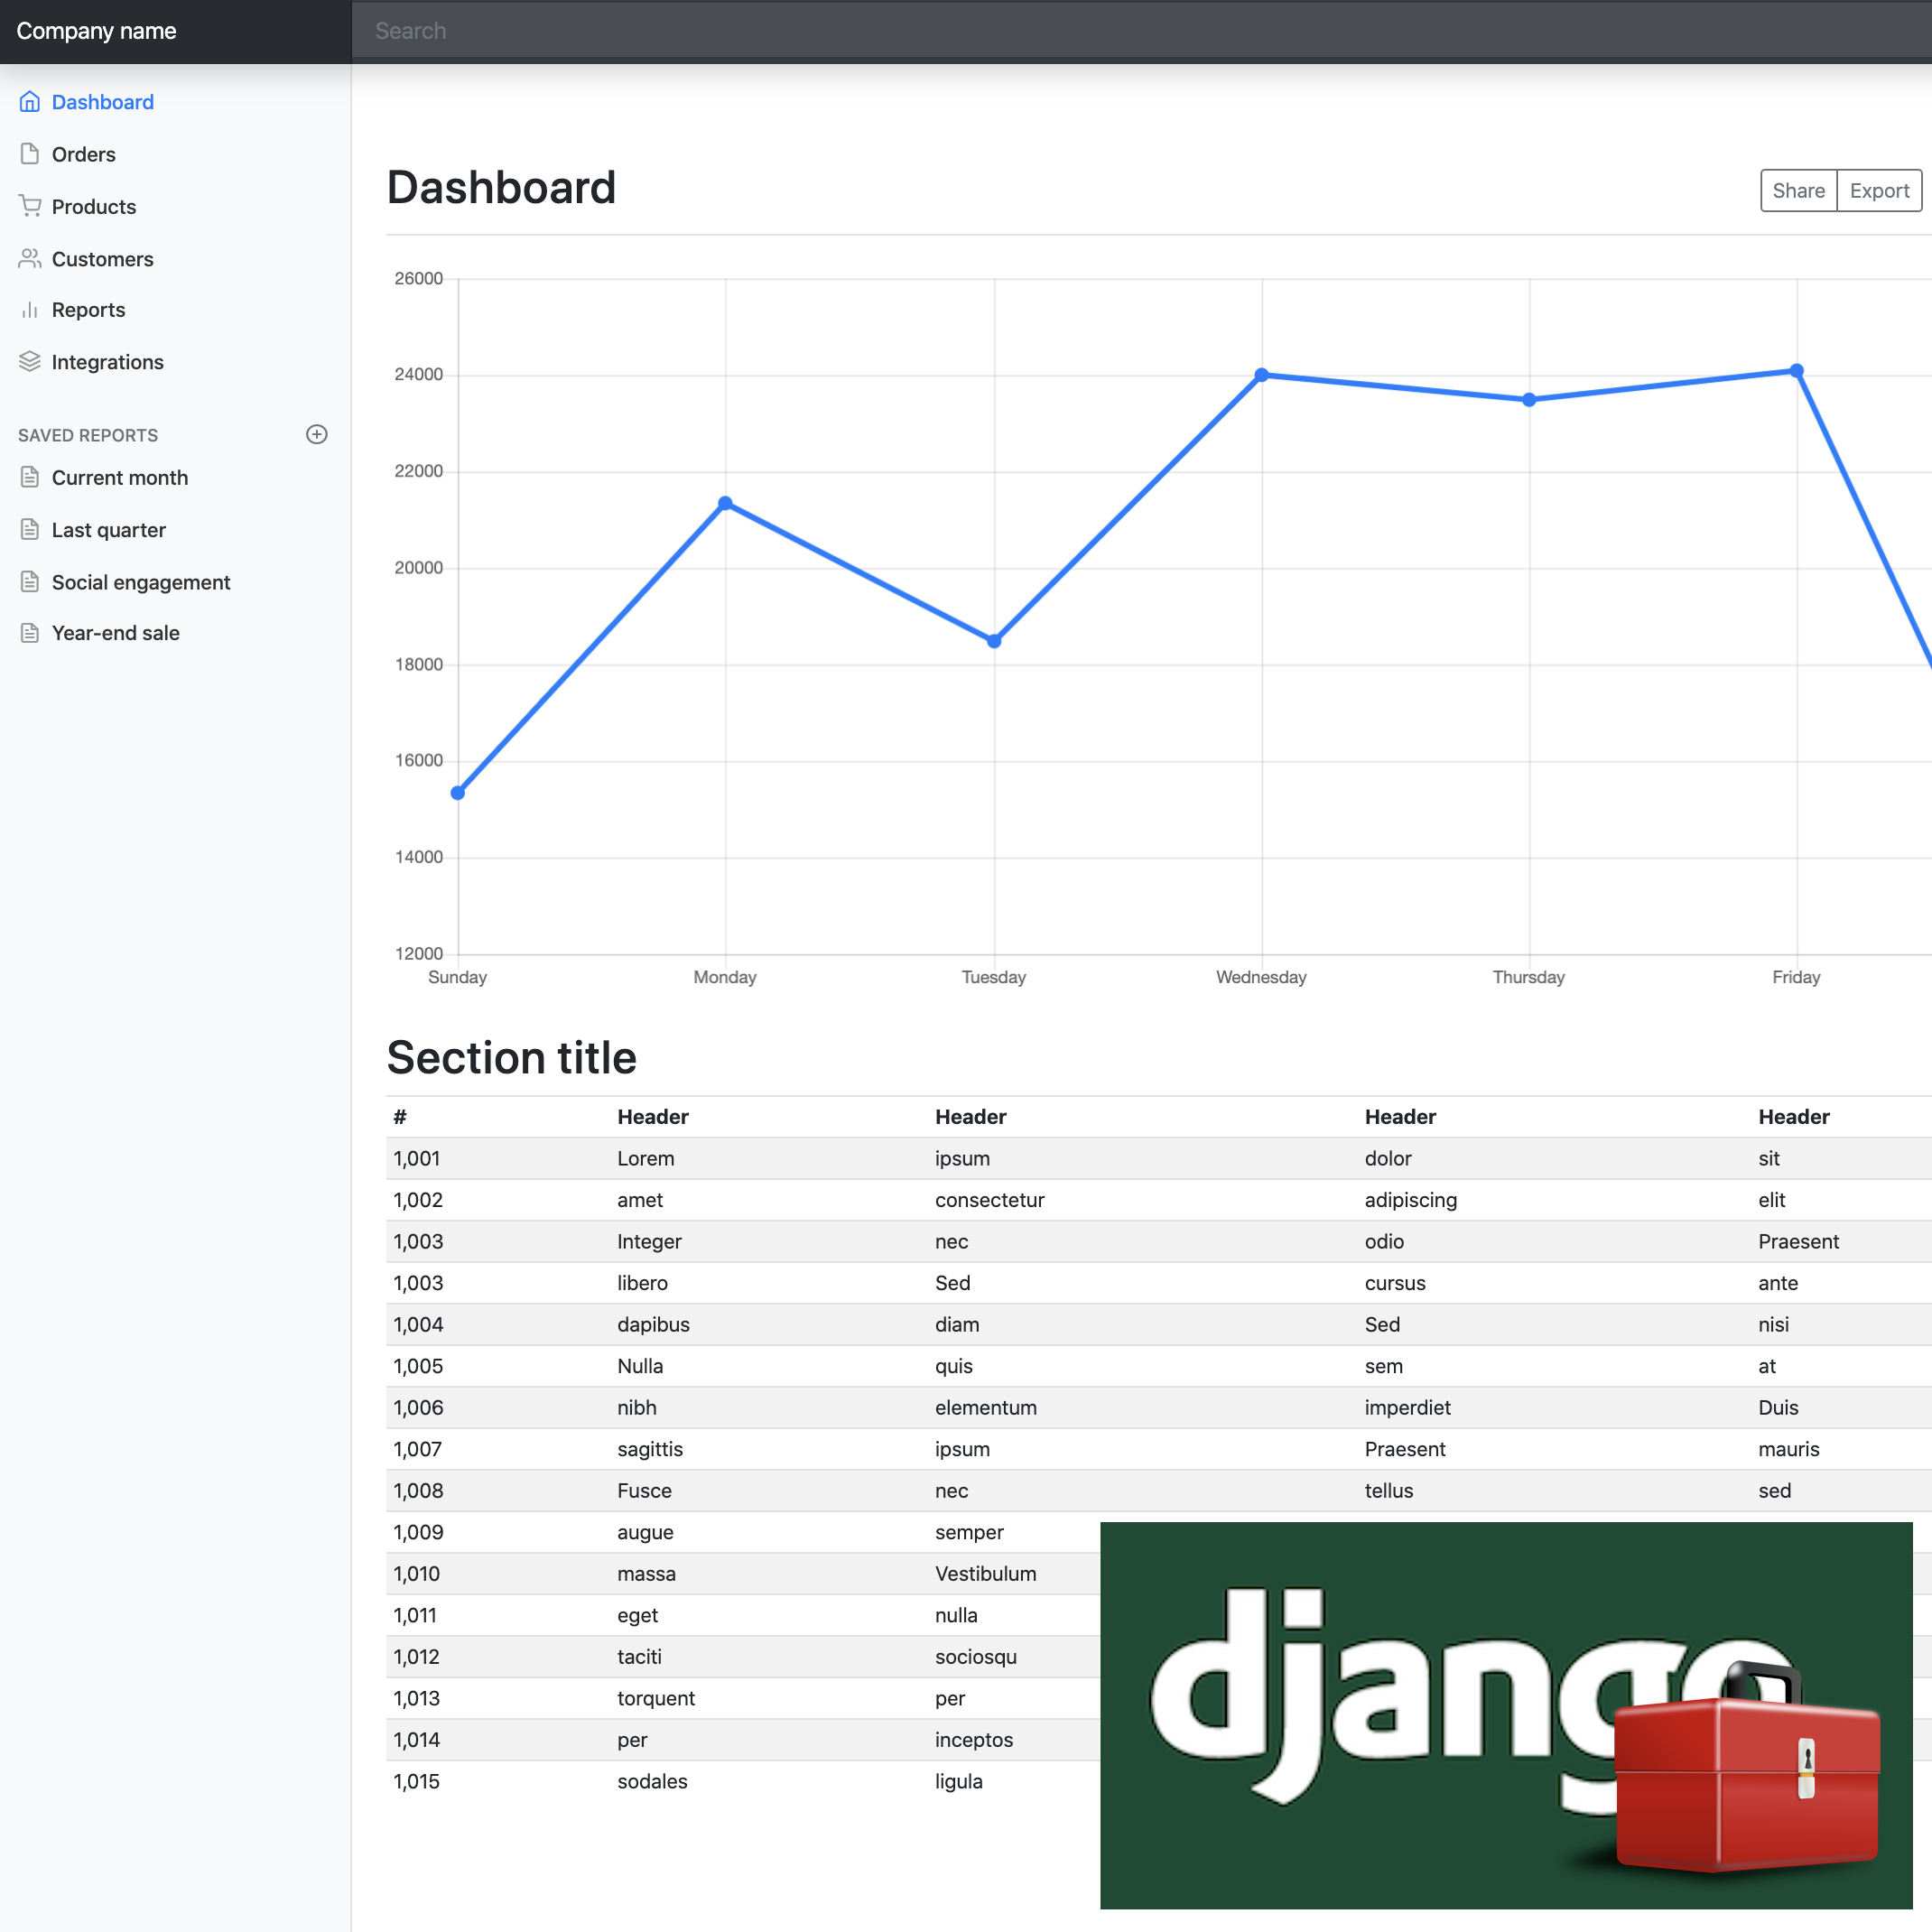 Company name
Search
Dashboard
Orders
Products
Customers
Reports
Integrations
SAVED REPORTS
Current month
Last quarter
Social engagement
Year-end sale
Dashboard
Share Export
26000
24000
22000
20000
18000
16000
14000
12000
Sunday Monday Tuesday Wednesday Thursday Friday
Section title
# Header Header Header Header
1,001 Lorem ipsum dolor sit
1,002 amet consectetur adipiscing elit
1,003 Integer nec odio Praesent
1,003 libero Sed cursus ante
1,004 dapibus diam Sed nisi
1,005 Nulla quis sem at
1,006 nibh elementum imperdiet Duis
1,007 sagittis ipsum Praesent mauris
1,008 Fusce nec tellus sed
1,009 augue semper
1,010 massa Vestibulum
1,011 eget nulla
1,012 taciti sociosqu
1,013 torquent per
1,014 per inceptos
1,015 sodales ligula
django